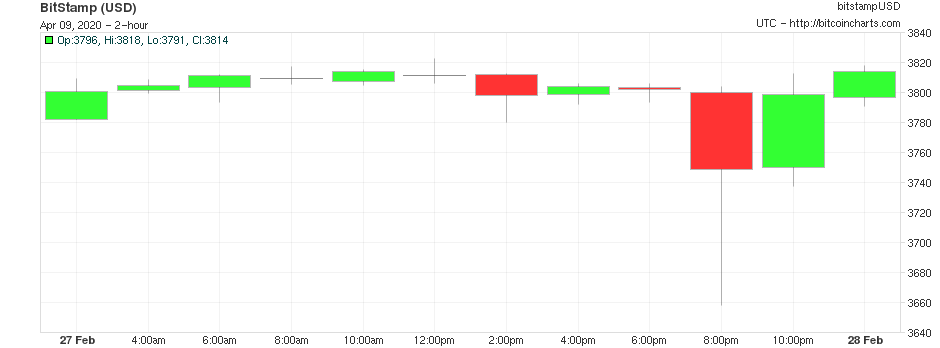 BitStamp (USD)
bitstampUSD
Apr 09, 2020 - 2-hour
UTC - http://bitcoincharts.com
Op:3796, Hi:3818, Lo:3791, Cl:3814
3840
3820
3800
3780
3760
3740
3720
3700
3680
3660
3640
27 Feb 4:00am 6:00am 8:00am 10:00am 12:00pm 2:00pm 4:00pm 6:00pm 8:00pm 10:00pm 28 Feb